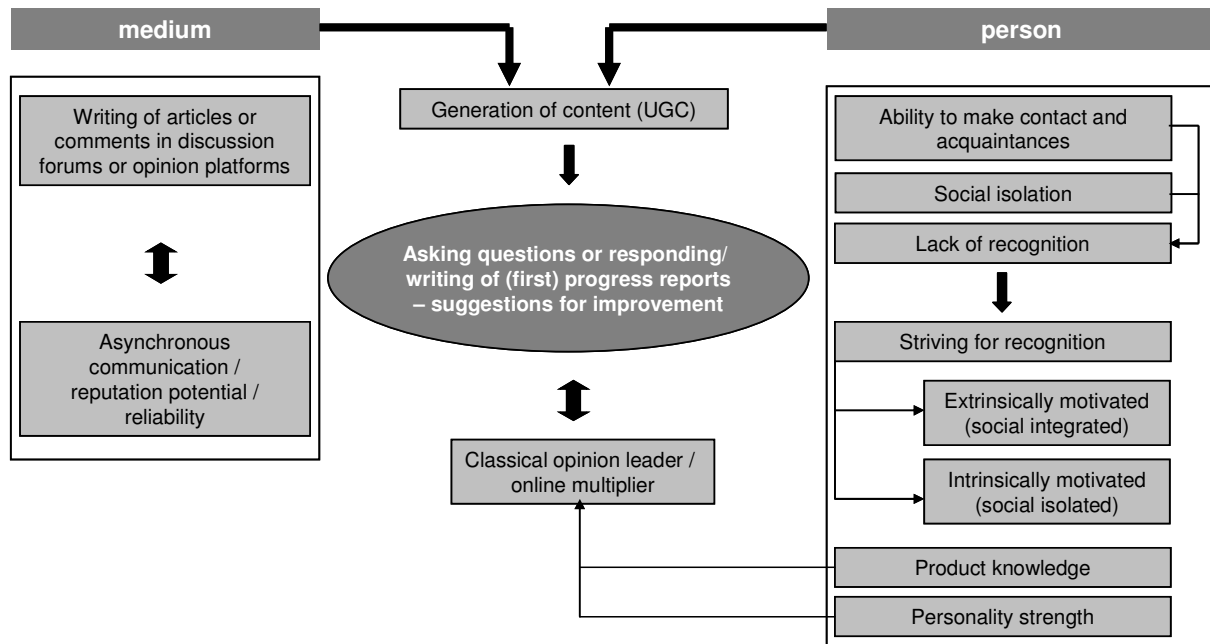 medium
person
Writing of articles or
comments in discussion
forums or opinion platforms
Asynchronous
communication /
reputation potential /
reliability
Generation of content (UGC)
Asking questions or responding/
writing of (first) progress reports
– suggestions for improvement
Classical opinion leader /
online multiplier
Ability to make contact and
acquaintances
Social isolation
Lack of recognition
Striving for recognition
Extrinsically motivated
(social integrated)
Intrinsically motivated
(social isolated)
Product knowledge
Personality strength